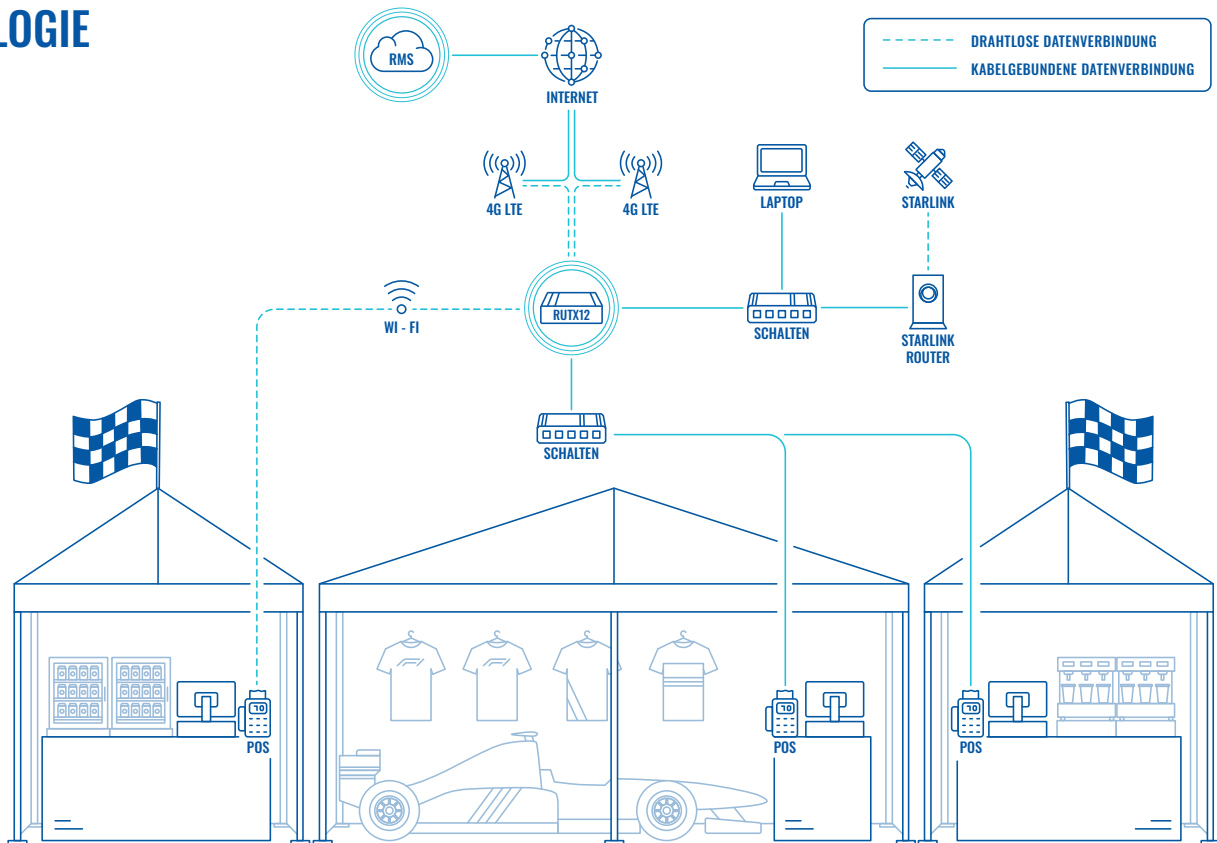 LOGIE
RMS
INTERNET
DRAHTLOSE DATENVERBINDUNG
KABELGEBUNDENE DATENVERBINDUNG
4G LTE
4G LTE
LAPTOP
STARLINK
WI - FI
RUTX12
SCHALTEN
STARLINK
ROUTER
SCHALTEN
POS
POS
POS